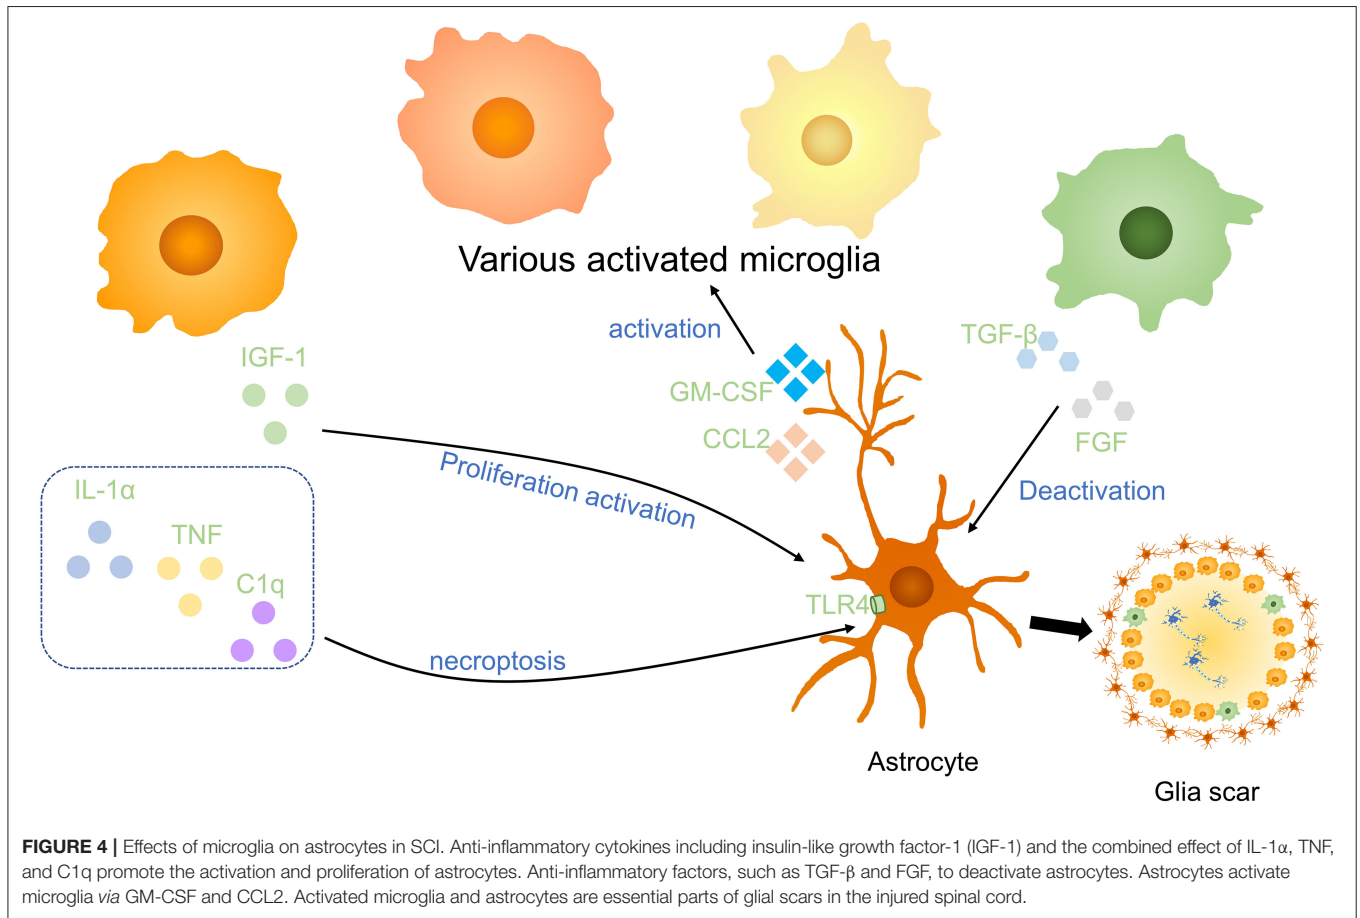 Various activated microglia
activation
TGF-β
IGF-1
GM-CSF
CCL2
FGF
Proliferation activation
Deactivation
IL-1α
TNF
C1q
TLR4
necroptosis
Astrocyte
Glia scar
FIGURE 4 | Effects of microglia on astrocytes in SCI. Anti-inflammatory cytokines including insulin-like growth factor-1 (IGF-1) and the combined effect of IL-1α, TNF,
and C1q promote the activation and proliferation of astrocytes. Anti-inflammatory factors, such as TGF-β and FGF, to deactivate astrocytes. Astrocytes activate
microglia via GM-CSF and CCL2. Activated microglia and astrocytes are essential parts of glial scars in the injured spinal cord.